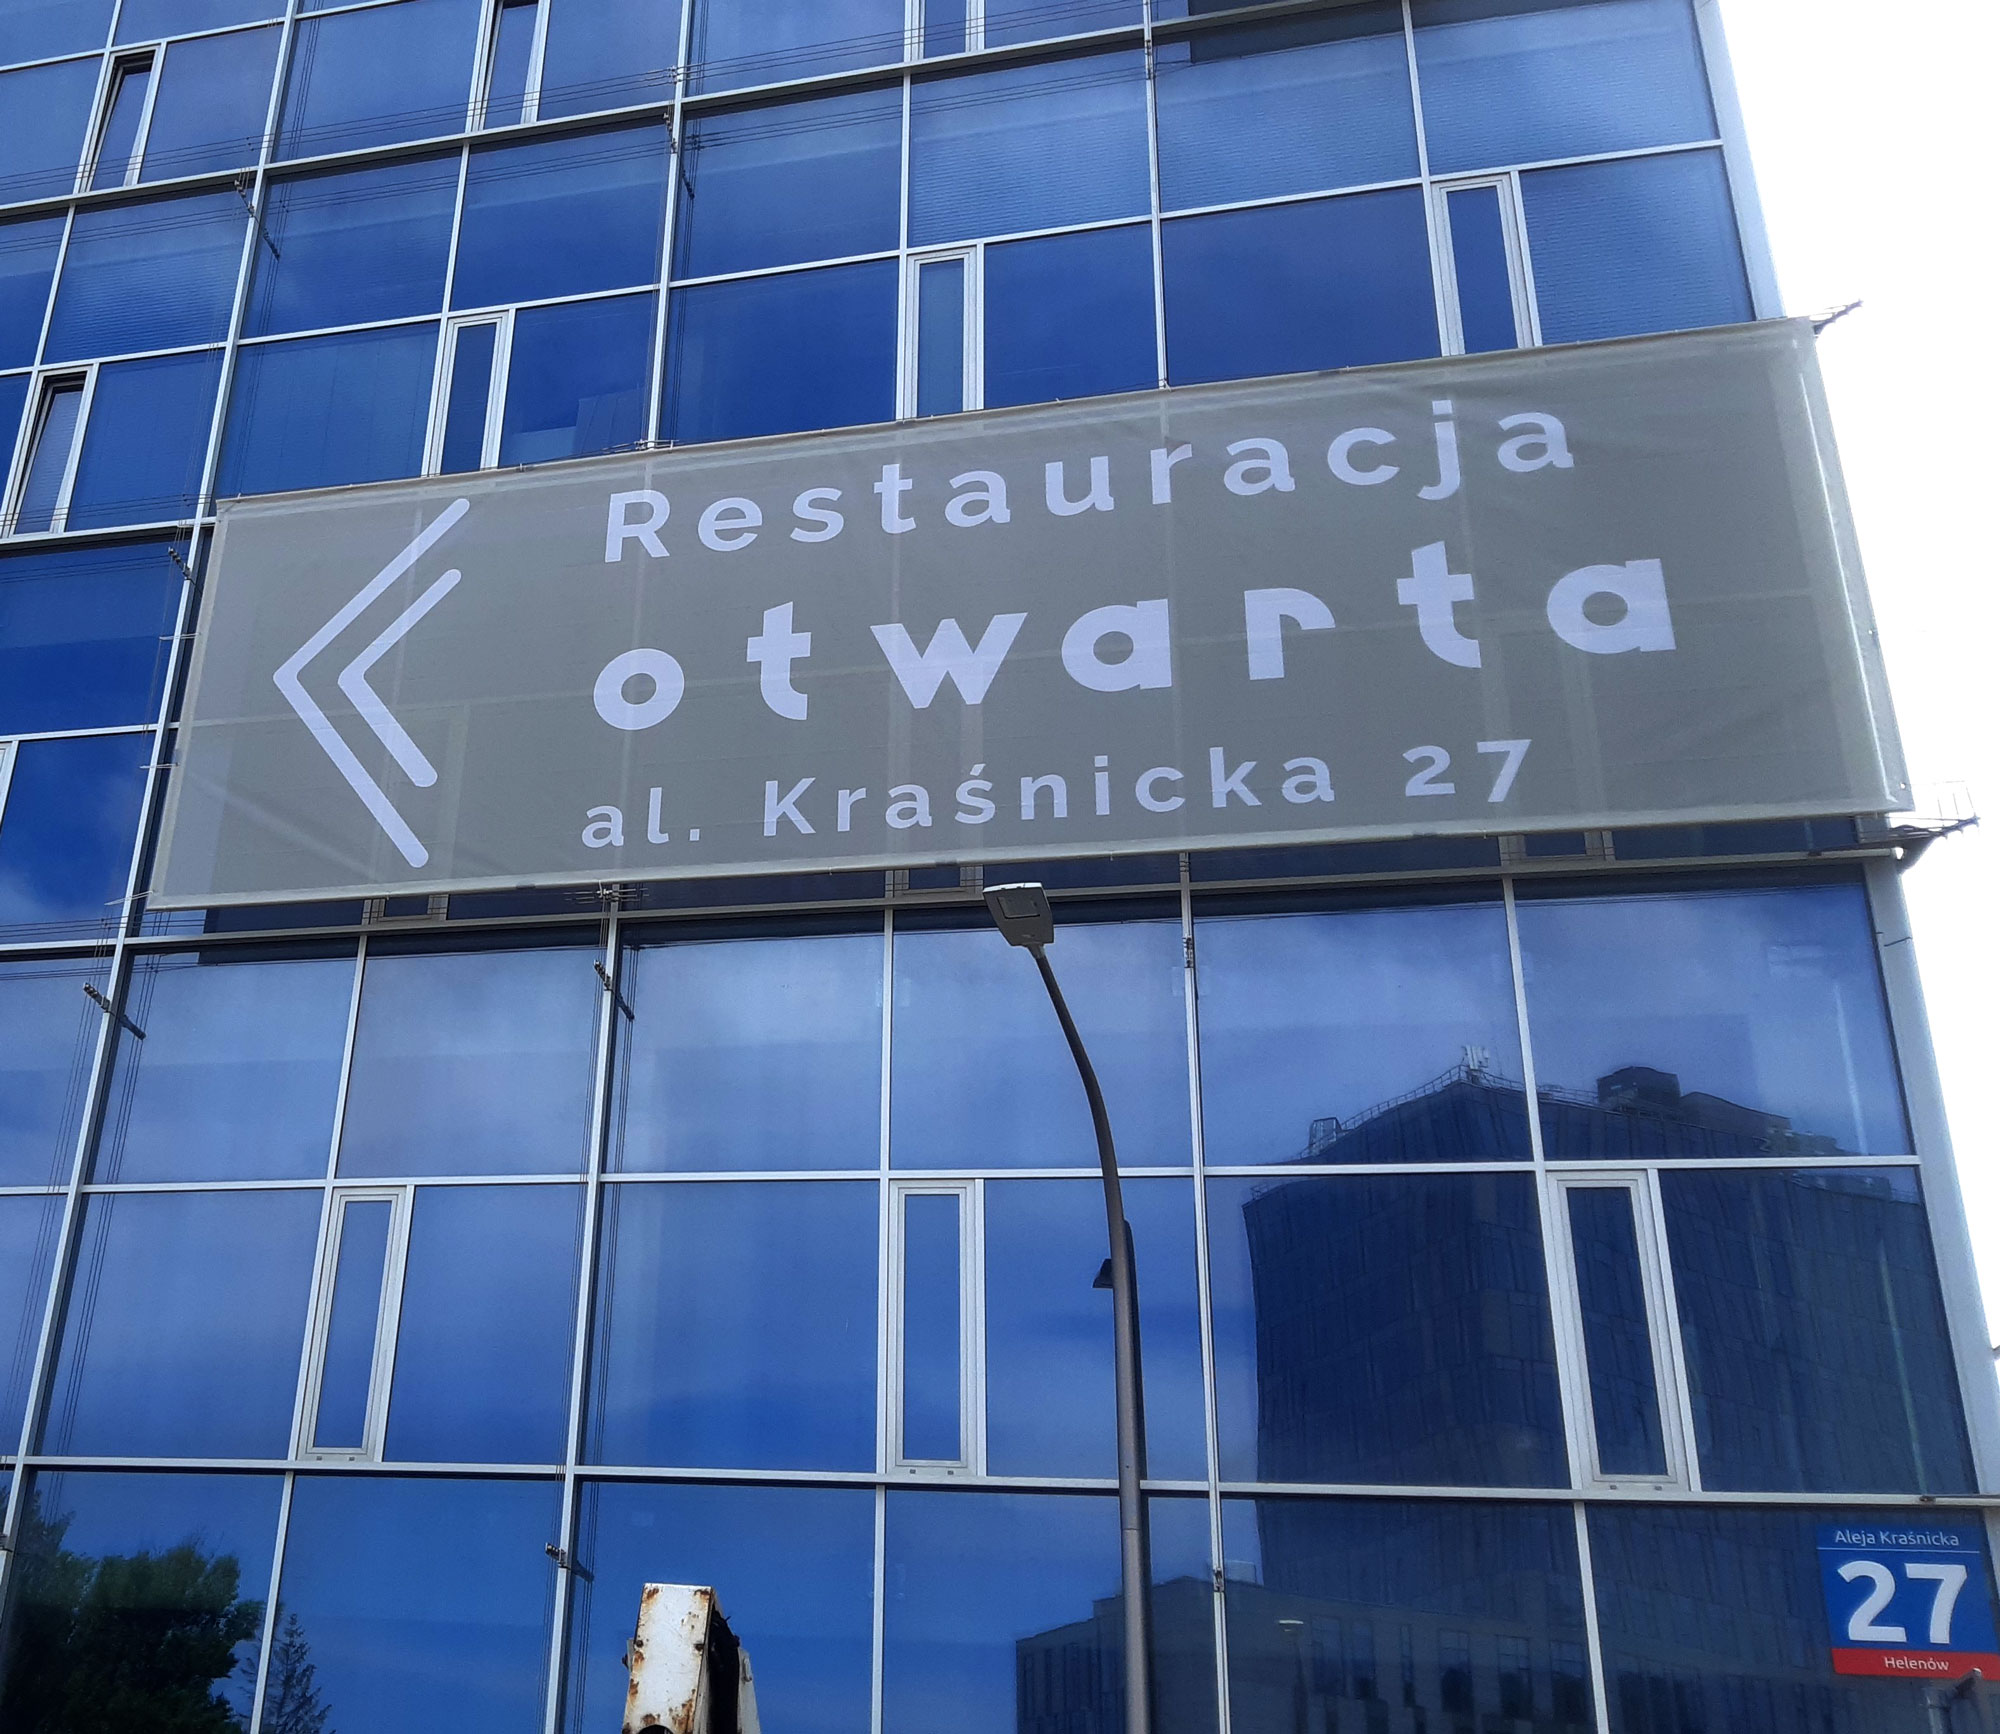 Restauracja
otwarta
al. Kraśnicka 27
Aleja Kraśnicka
27
Helenów